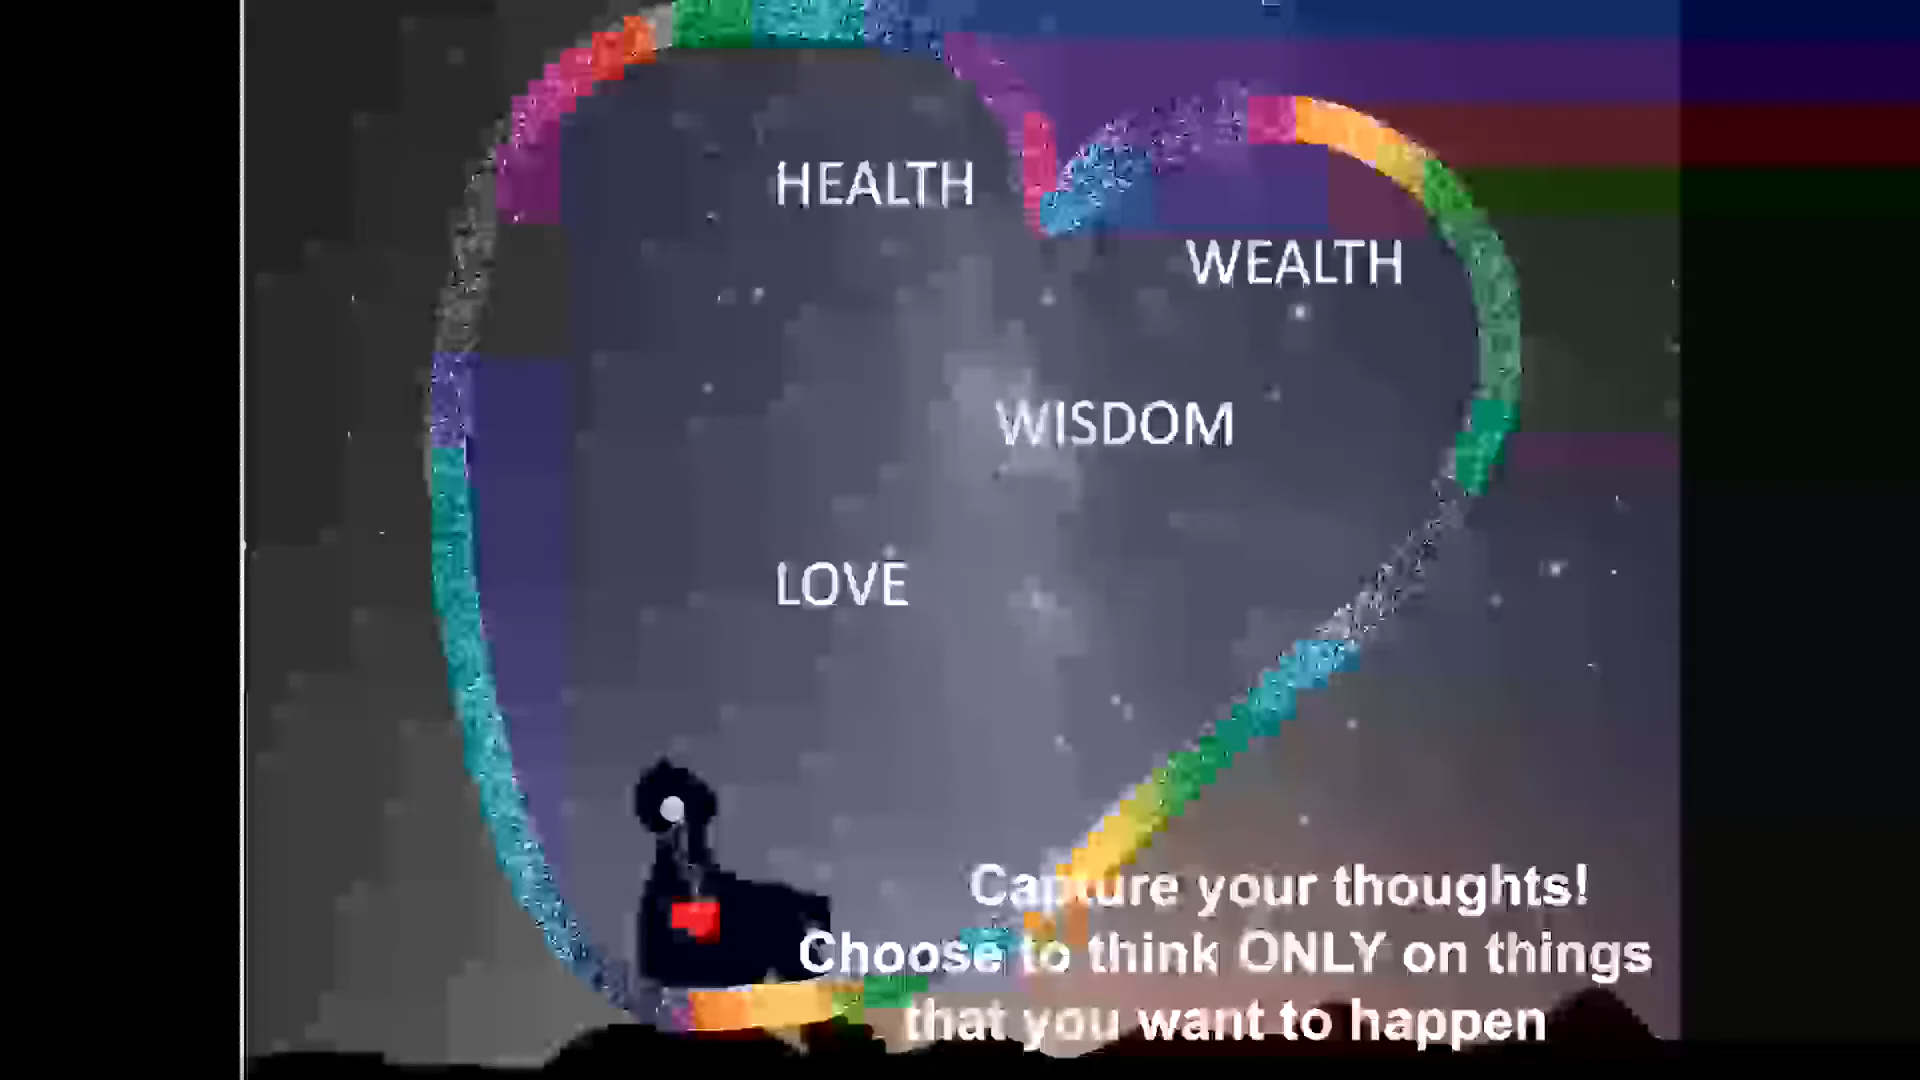 HEALTH
WEALTH
WISDOM
LOVE
Capture your thoughts!
Choose to think ONLY on things
that you want to happen